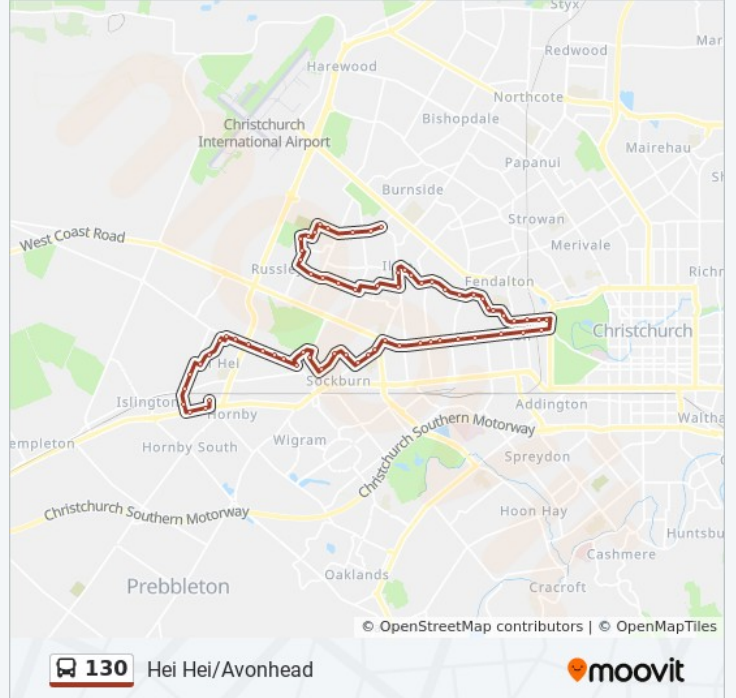 Styx
Redwood
Mar
Harewood
Northcote
Christchurch
International Airport
Bishopdale
Mairehau
Papanui
Sh
Burnside
Strowan
West Coast Road
Merivale
Russle
Il
Fendalton
Richm
Christchurch
Hei
Sockburn
Islington
Hornby
Addington
Waltha
empleton
Hornby South
Wigram
Christchurch Southern Motorway
Spreydon
Christchurch Southern Motorway
Hoon Hay
Huntsbu
Cashmere
Oaklands
Prebbleton
Cracroft
© OpenStreetMap contributors | © OpenMapTiles
130 Hei Hei/Avonhead
moovit